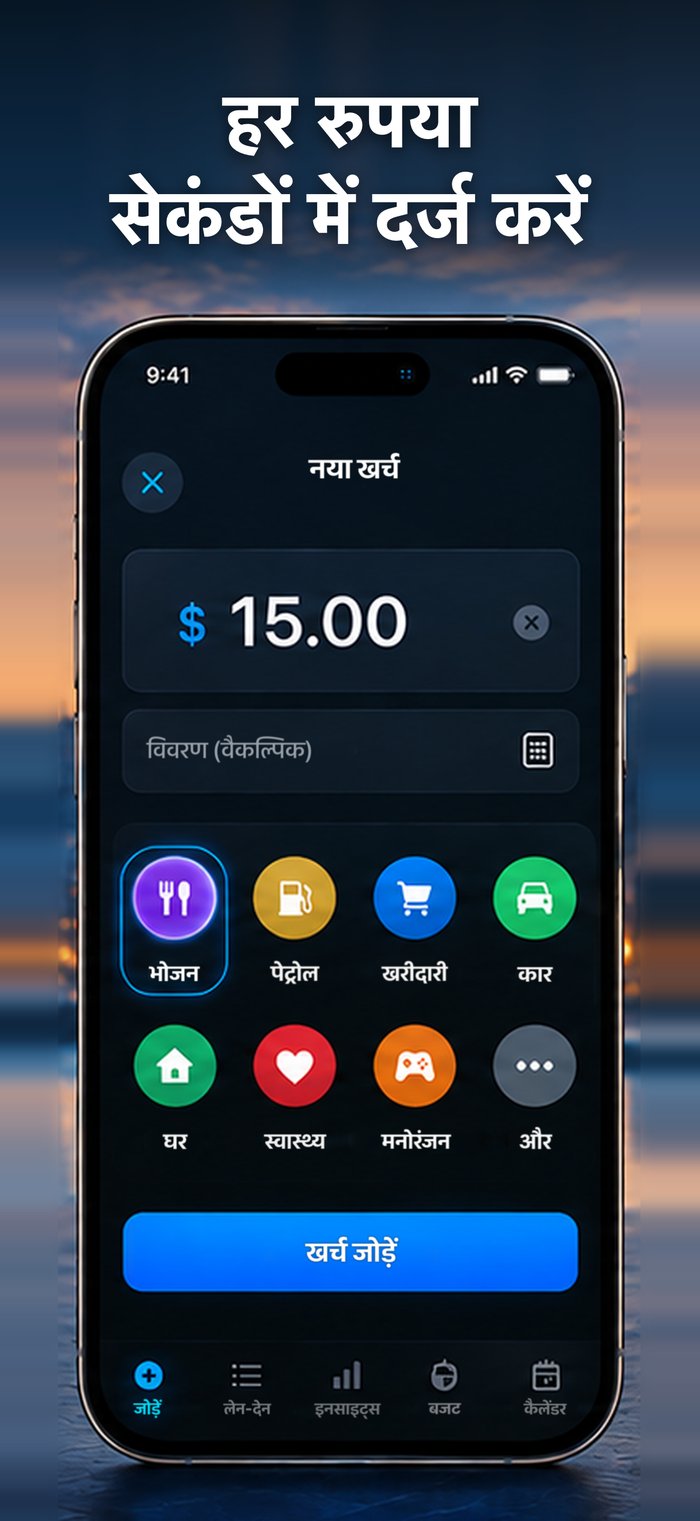 हर रुपया
सेकंडों में दर्ज करें
9:41
नया खर्च
$ 15.00
विवरण (वैकल्पिक)
भोजन पेट्रोल खरीदारी कार
घर स्वास्थ्य मनोरंजन और
खर्च जोड़ें
जोड़ें लेन-देन इनसाइट्स बजट कैलेंडर